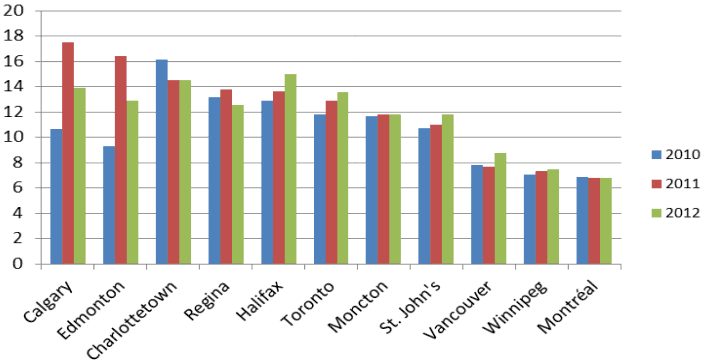 20
18
16
14
12
10
8
6
4
2
0
Calgary
Edmonton
Charlottetown
Regina
Halifax
Toronto
Moncton
St. John's
Vancouver
Winnipeg
Montréal
2010
2011
2012